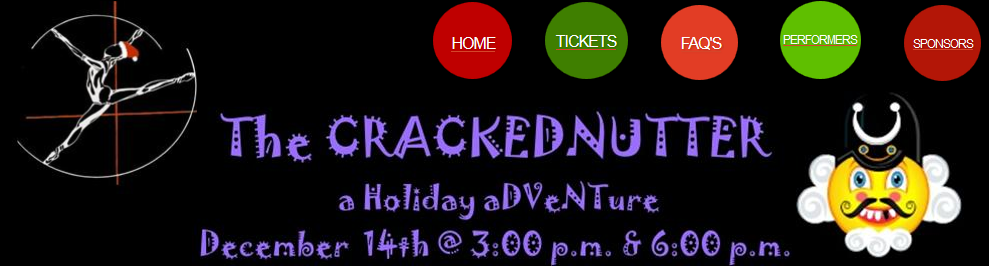 HOME
TICKETS
FAQ'S
PERFORMERS
SPONSORS
The CRACKEDNUTTER
a Holiday aDVeNTure
December 14th @ 3:00 p.m. & 6:00 p.m.